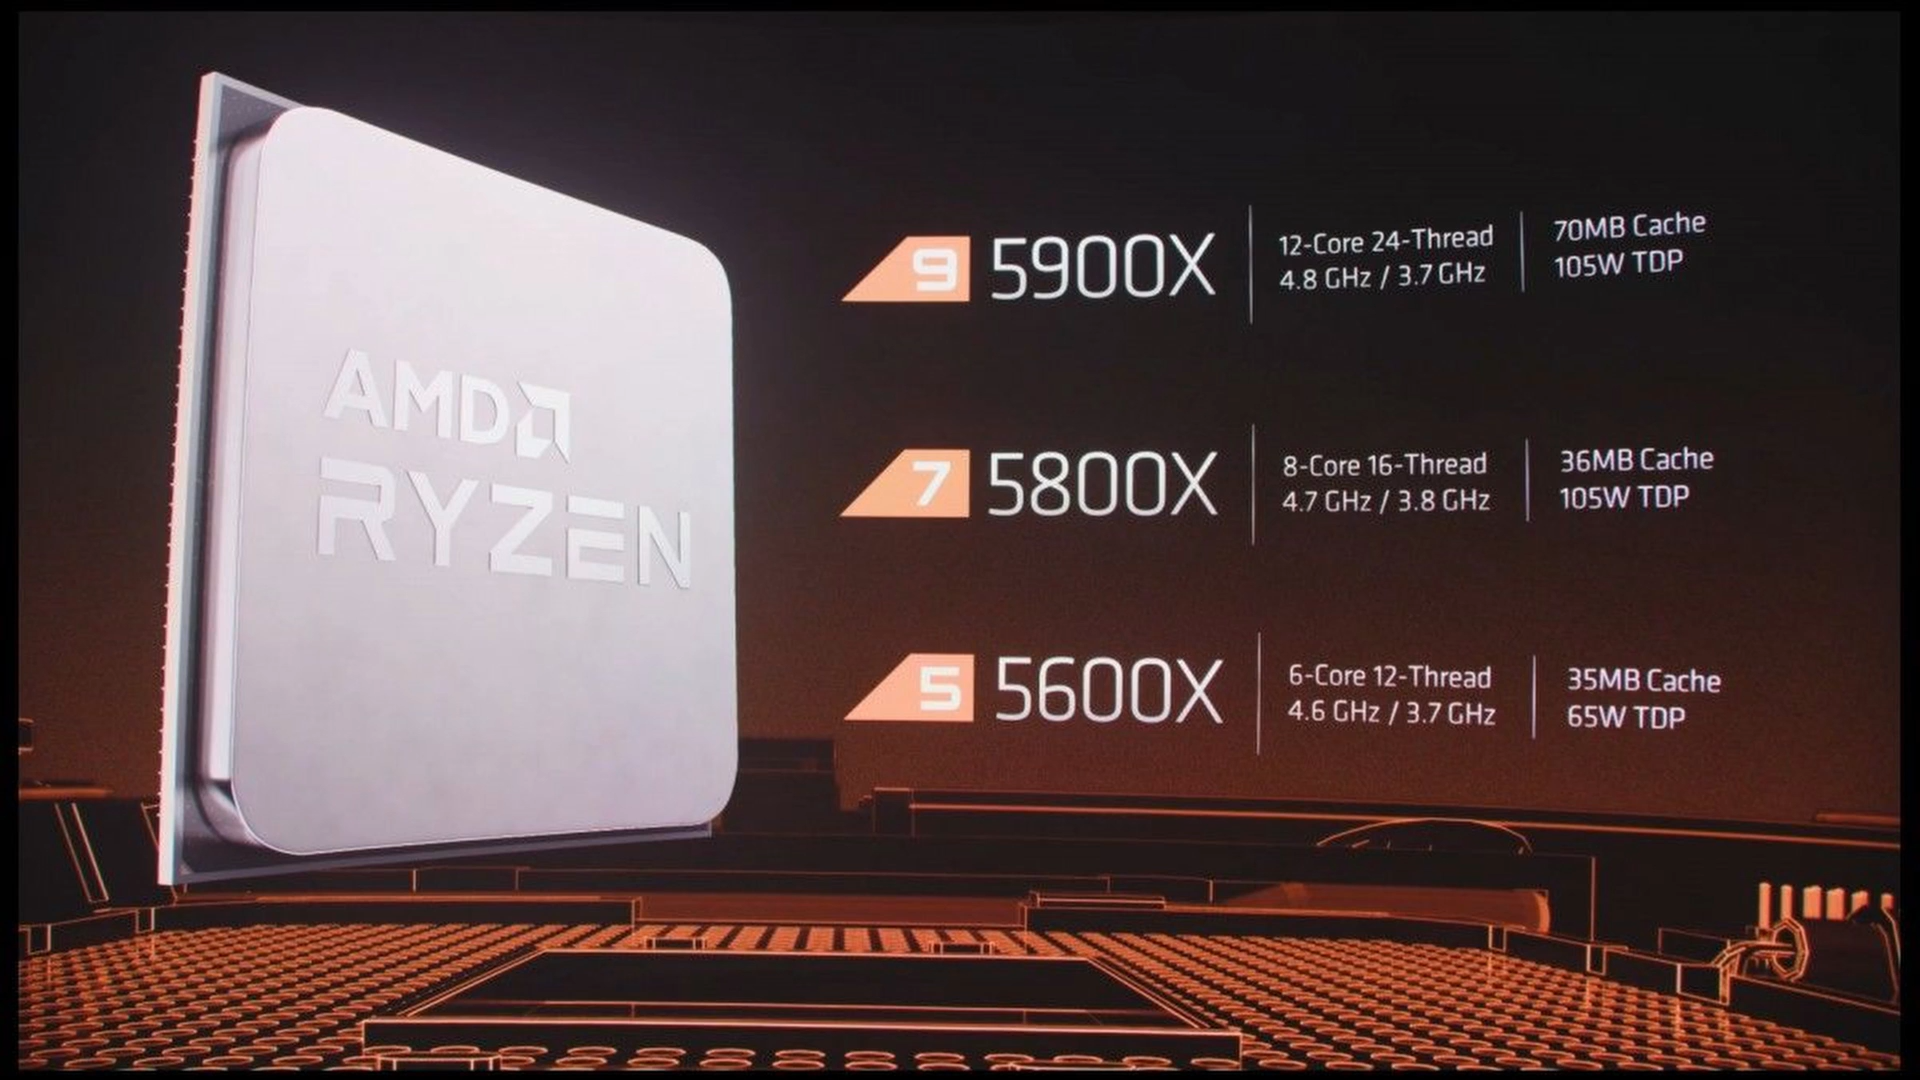 AMD
RYZEN
9 5900X
12-Core 24-Thread
4.8 GHz / 3.7 GHz
70MB Cache
105W TDP
7 5800X
8-Core 16-Thread
4.7 GHz / 3.8 GHz
36MB Cache
105W TDP
5 5600X
6-Core 12-Thread
4.6 GHz / 3.7 GHz
35MB Cache
65W TDP